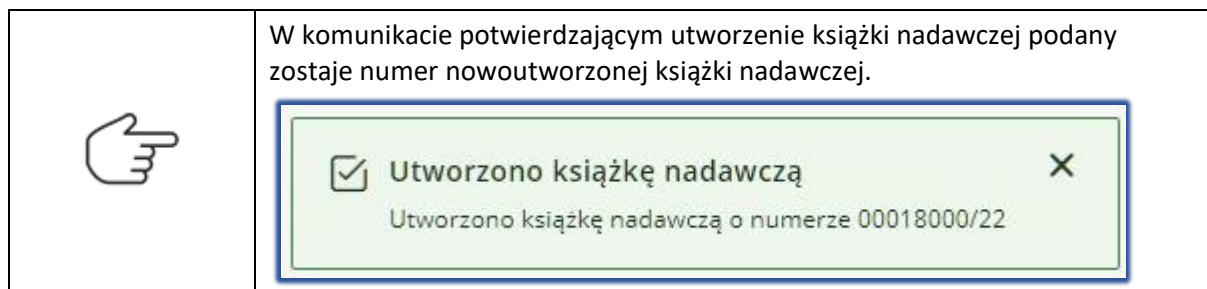 W komunikacie potwierdzającym utworzenie książki nadawczej podany
zostaje numer nowoutworzonej książki nadawczej.
Utworzono książkę nadawczą
Utworzono książkę nadawczą o numerze 00018000/22